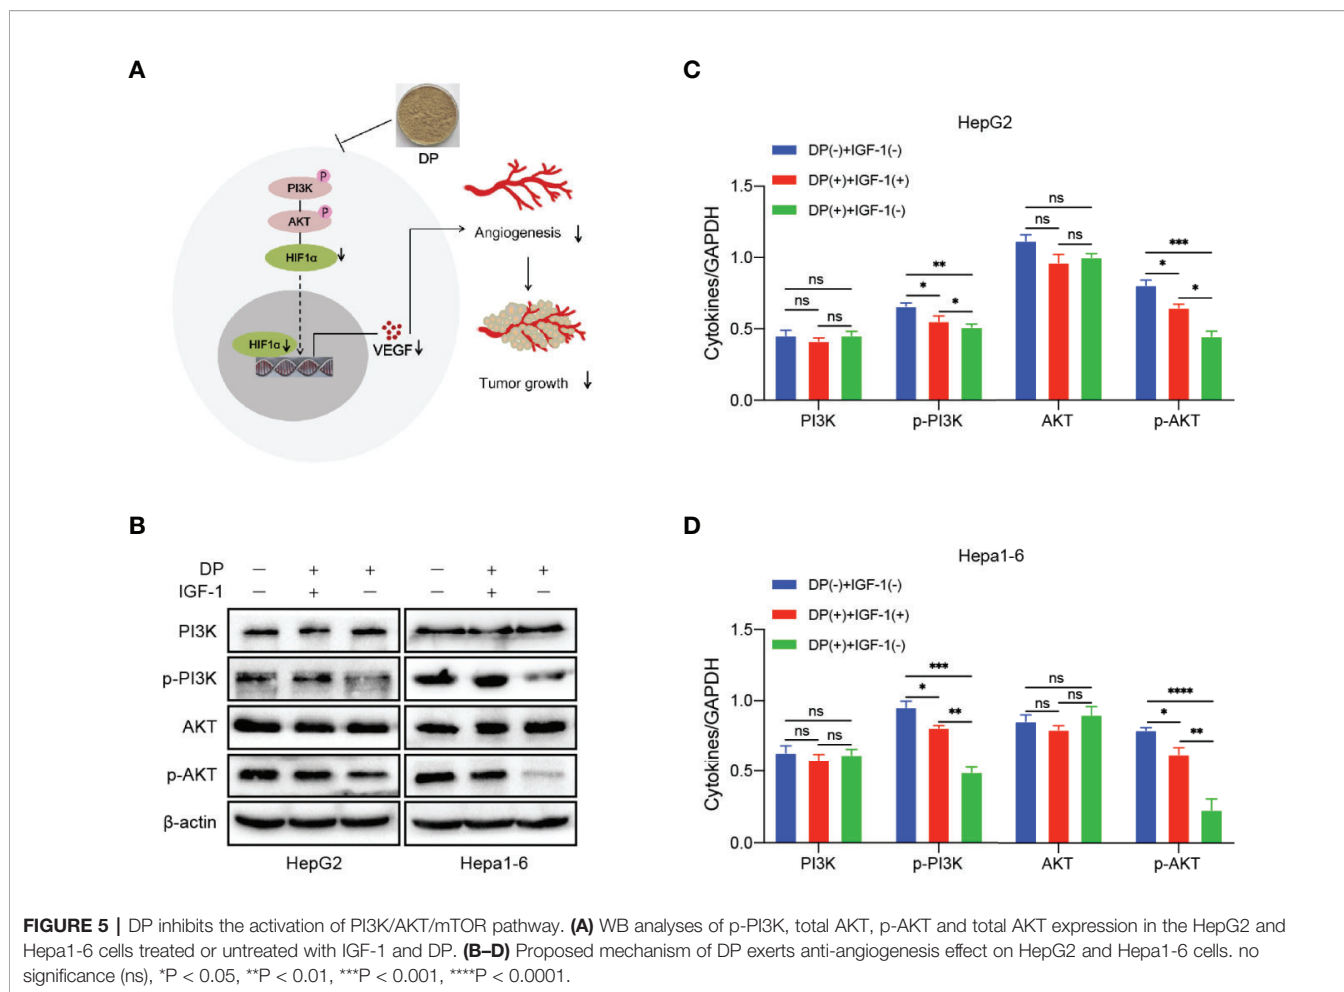 A
DP
P
PI3K
P
AKT
HIF1α
HIF1α
VEGF
Angiogenesis
Tumor growth
B
DP − + + − + +
IGF-1 − + − − + −
PI3K
p-PI3K
AKT
p-AKT
β-actin
HepG2 Hepa1-6
C
HepG2
DP(-)+IGF-1(-)
DP(+)+IGF-1(+)
DP(+)+IGF-1(-)
Cytokines/GAPDH
1.5
1.0
0.5
0.0
ns
ns ns
**
* *
ns
ns ns
***
*
*
PI3K p-PI3K AKT p-AKT
D
Hepa1-6
DP(-)+IGF-1(-)
DP(+)+IGF-1(+)
DP(+)+IGF-1(-)
Cytokines/GAPDH
1.5
1.0
0.5
0.0
ns
ns ns
***
*
**
ns
ns ns
****
*
**
PI3K p-PI3K AKT p-AKT
FIGURE 5 | DP inhibits the activation of PI3K/AKT/mTOR pathway. (A) WB analyses of p-PI3K, total AKT, p-AKT and total AKT expression in the HepG2 and
Hepa1-6 cells treated or untreated with IGF-1 and DP. (B–D) Proposed mechanism of DP exerts anti-angiogenesis effect on HepG2 and Hepa1-6 cells. no
significance (ns), *P < 0.05, **P < 0.01, ***P < 0.001, ****P < 0.0001.